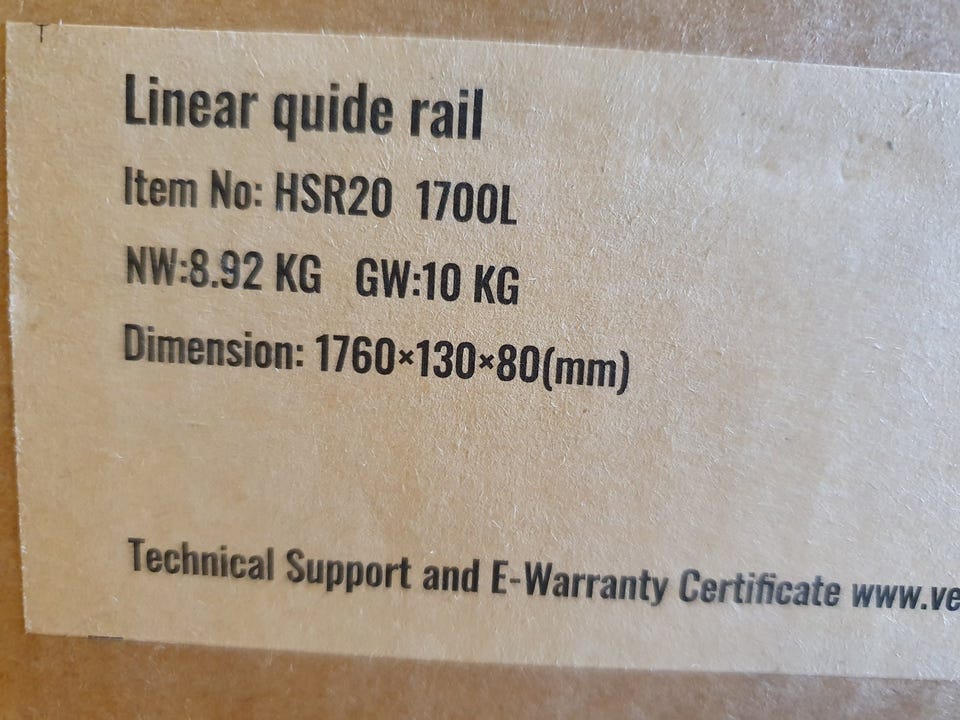 Linear quide rail
Item No: HSR20 1700L
NW:8.92 KG GW:10 KG
Dimension: 1760×130×80(mm)
Technical Support and E-Warranty Certificate www.ve